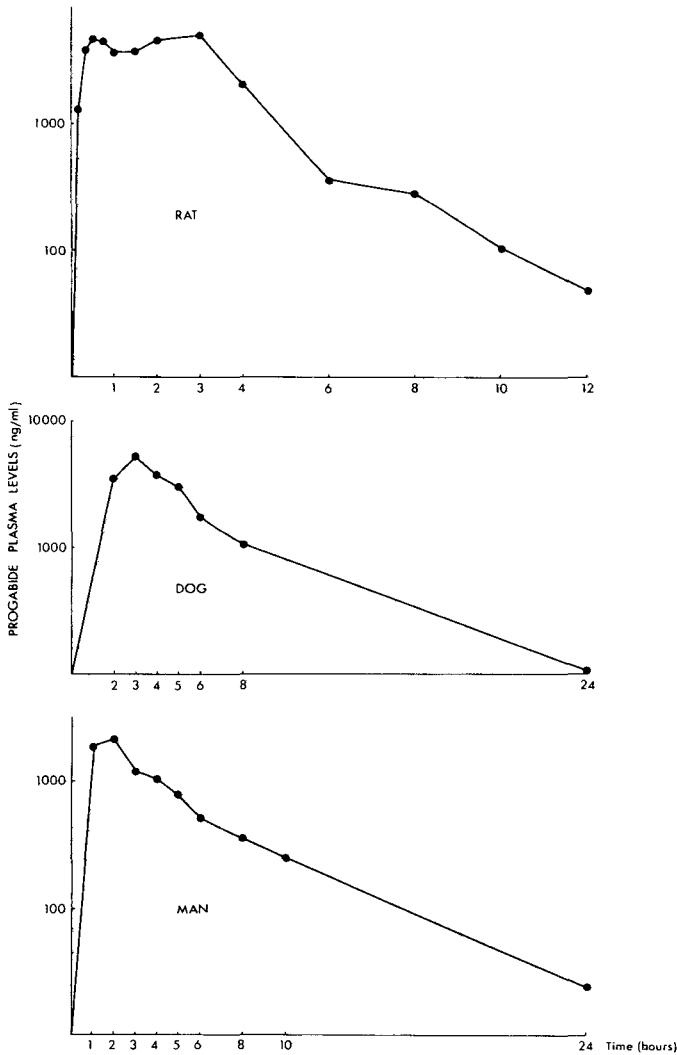 1000
100
RAT
1 2 3 4 6 8 10 12
PROGABIDE PLASMA LEVELS (ng/ml)
10000
1000
DOG
2 3 4 5 6 8 24
1000
100
MAN
1 2 3 4 5 6 8 10 24 Time (hours)